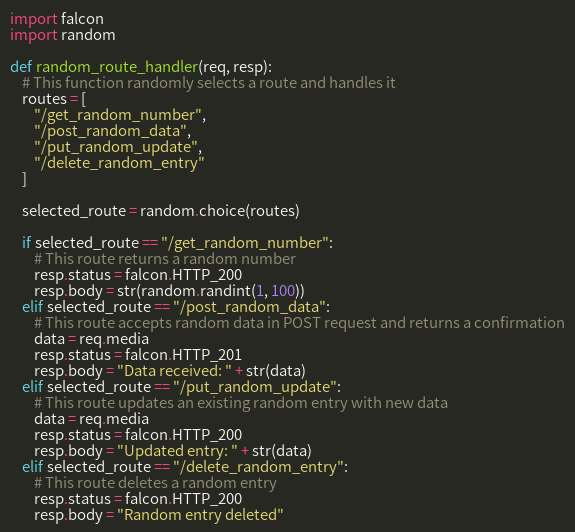 import falcon
import random

def random_route_handler(req, resp):
    # This function randomly selects a route and handles it
    routes = [
        "/get_random_number",
        "/post_random_data",
        "/put_random_update",
        "/delete_random_entry"
    ]

    selected_route = random.choice(routes)

    if selected_route == "/get_random_number":
        # This route returns a random number
        resp.status = falcon.HTTP_200
        resp.body = str(random.randint(1, 100))
    elif selected_route == "/post_random_data":
        # This route accepts random data in POST request and returns a confirmation
        data = req.media
        resp.status = falcon.HTTP_201
        resp.body = "Data received: " + str(data)
    elif selected_route == "/put_random_update":
        # This route updates an existing random entry with new data
        data = req.media
        resp.status = falcon.HTTP_200
        resp.body = "Updated entry: " + str(data)
    elif selected_route == "/delete_random_entry":
        # This route deletes a random entry
        resp.status = falcon.HTTP_200
        resp.body = "Random entry deleted"